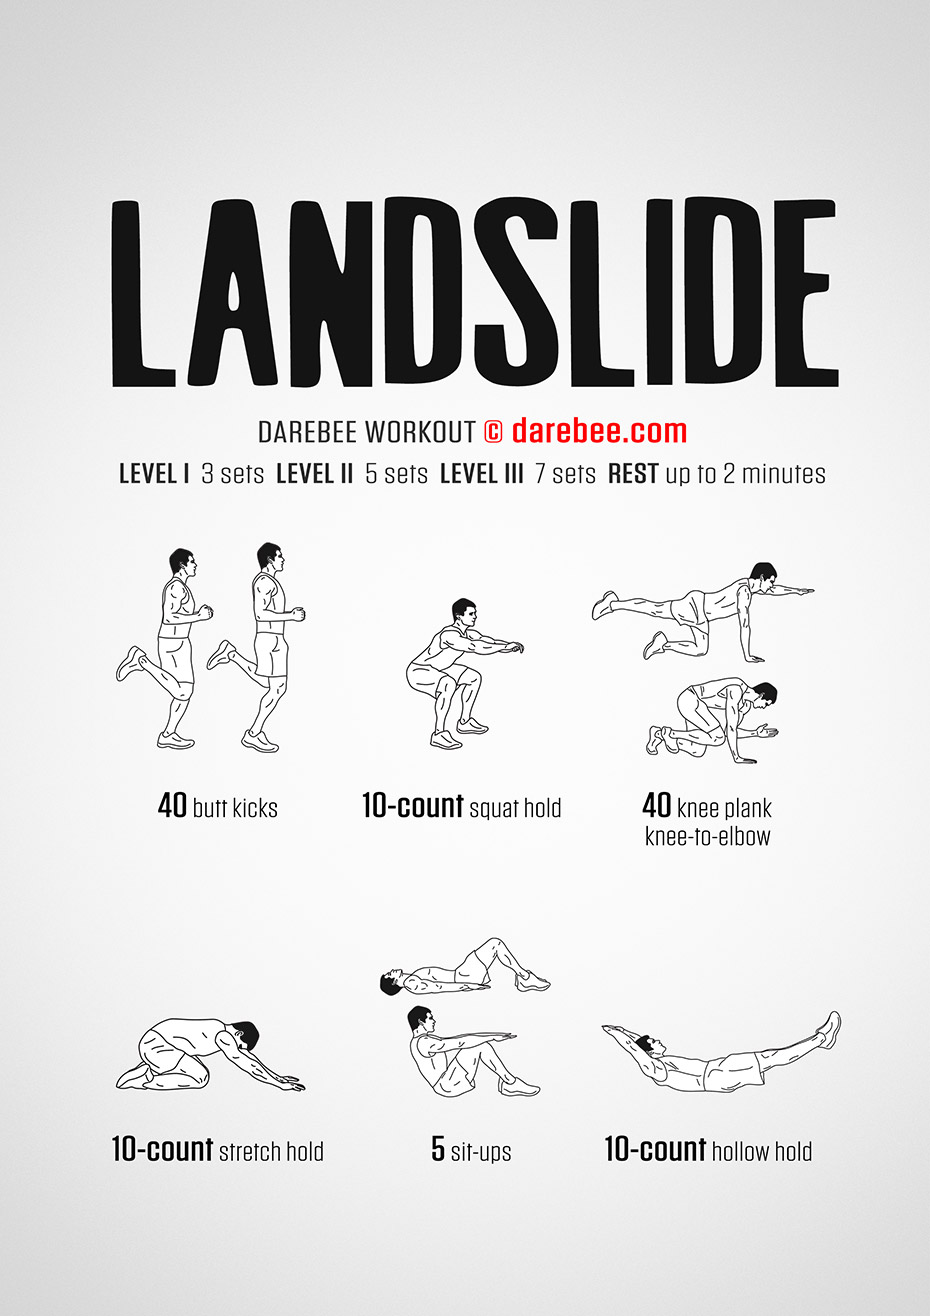 LANDSLIDE
DAREBEE WORKOUT © darebee.com
LEVEL I 3 sets LEVEL II 5 sets LEVEL III 7 sets REST up to 2 minutes
40 butt kicks
10-count squat hold
40 knee plank
knee-to-elbow
10-count stretch hold
5 sit-ups
10-count hollow hold